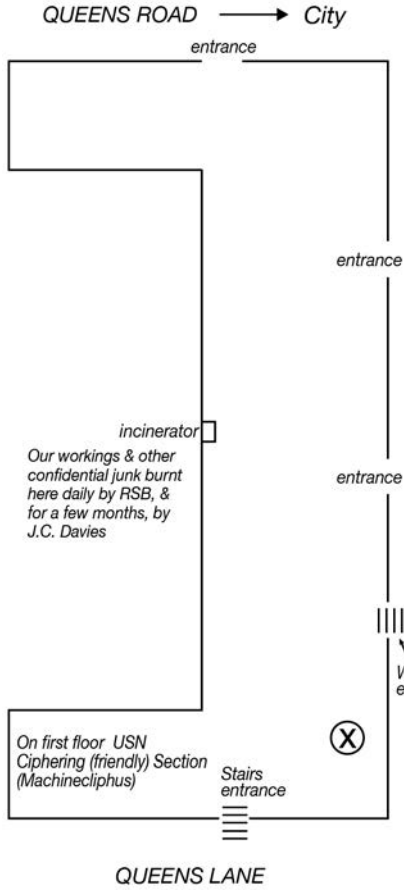 QUEENS ROAD → City
entrance
entrance
incinerator
Our workings & other
confidential junk burnt
here daily by RSB, &
for a few months, by
J.C. Davies
entrance
X
On first floor USN
Ciphering (friendly) Section
(Machinecliphus)
Stairs
entrance
QUEENS LANE